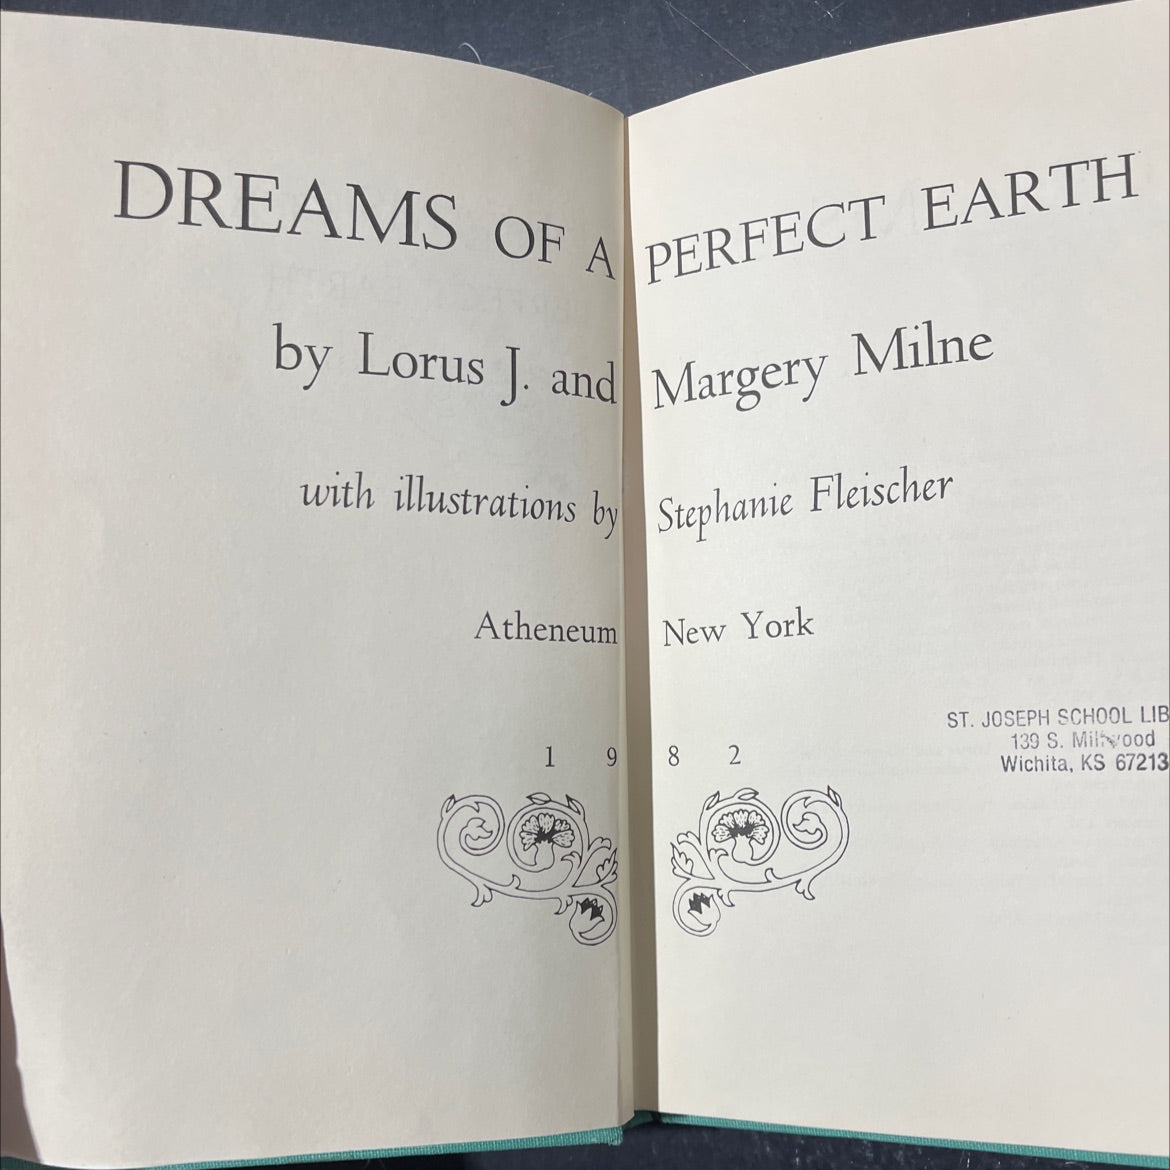 DREAMS OF A PERFECT EARTH
by Lorus J. and Margery Milne
with illustrations by Stephanie Fleischer
Atheneum New York
1 9 8 2
ST. JOSEPH SCHOOL LIB
139 S.
Wichita, KS 67213